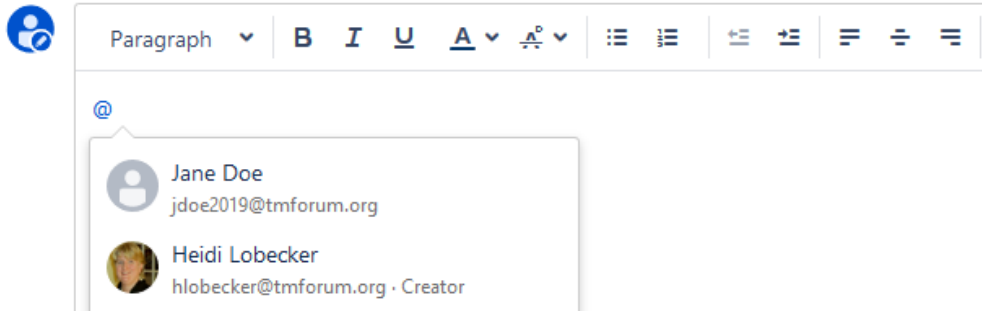 Paragraph B I U A
@
Jane Doe
jdoe2019@tmforum.org
Heidi Lobecker
hlobecker@tmforum.org · Creator